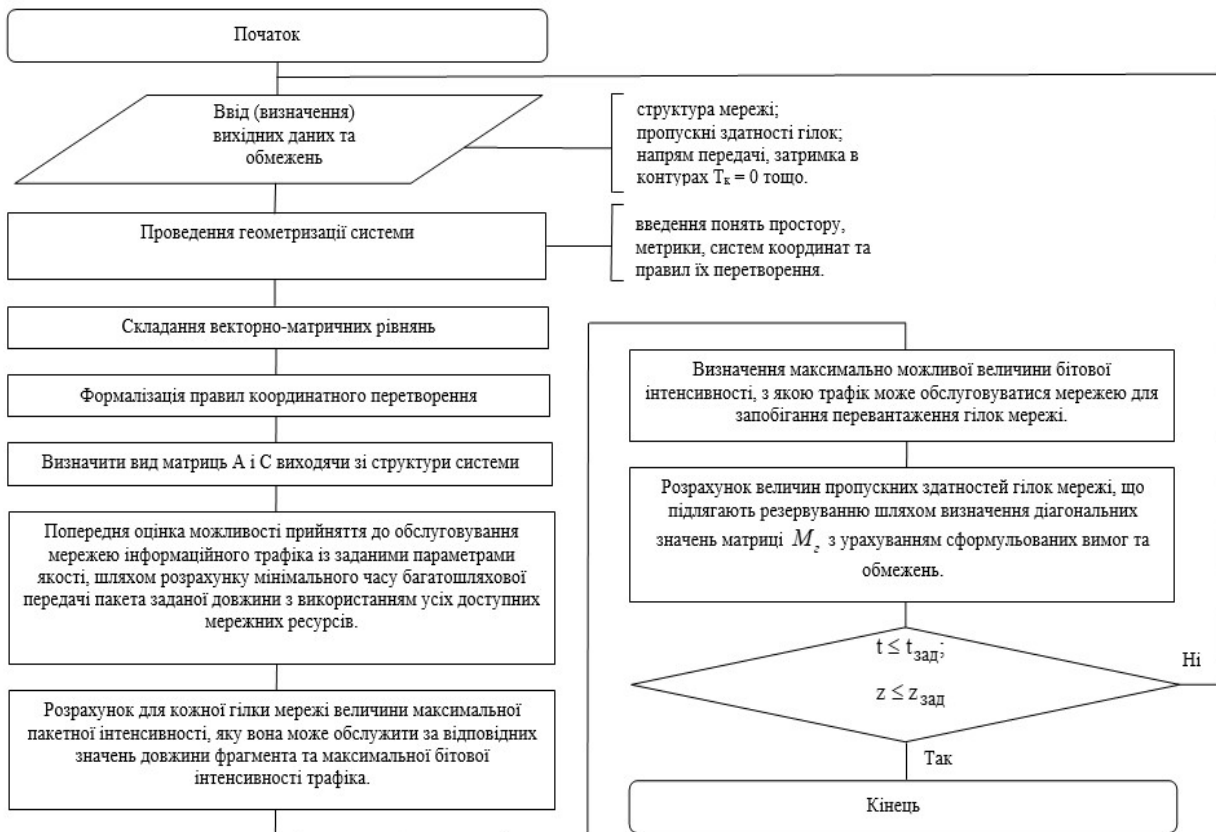 Початок
Ввід (визначення)
вихідних даних та
обмежень
структура мережі;
пропускні здатності гілок;
напрям передачі, затримка в
контурах Tк = 0 тощо.
Проведення геометризації системи
введення понять простору,
метрики, систем координат та
правил їх перетворення.
Складання векторно-матричних рівнянь
Формалізація правил координатного перетворення
Визначити вид матриць А і С виходячи зі структури системи
Попередня оцінка можливості прийняття до обслуговування
мережею інформаційного трафіка із заданими параметрами
якості, шляхом розрахунку мінімального часу багатошляхової
передачі пакета заданої довжини з використанням усіх доступних
мережних ресурсів.
Розрахунок для кожної гілки мережі величини максимальної
пакетної інтенсивності, яку вона може обслужити за відповідних
значень довжини фрагмента та максимальної бітової
інтенсивності трафіка.
Визначення максимально можливої величини бітової
інтенсивності, з якою трафік може обслуговуватися мережею для
запобігання перевантаження гілок мережі.
Розрахунок величин пропускних здатностей гілок мережі, що
підлягають резервуванню шляхом визначення діагональних
значень матриці Mг з урахуванням сформульованих вимог та
обмежень.
t ≤ tзад;
z ≤ zзад
Ні
Так
Кінець